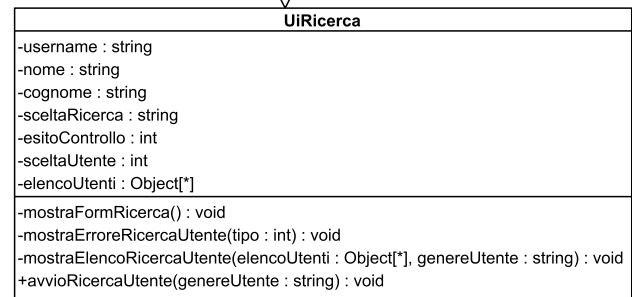 UiRicerca
-username : string
-nome : string
-cognome : string
-sceltaRicerca : string
-esitoControllo : int
-sceltaUtente : int
-elencoUtenti : Object[*]
-mostraFormRicerca() : void
-mostraErroreRicercaUtente(tipo : int) : void
-mostraElencoRicercaUtente(elencoUtenti : Object[*], genereUtente : string) : void
+avvioRicercaUtente(genereUtente : string) : void